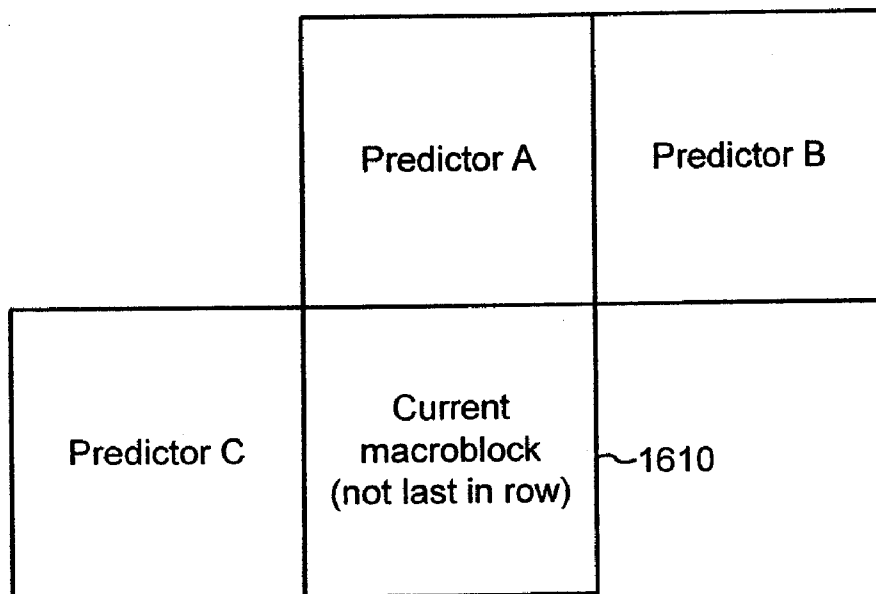 Predictor A
Predictor B
Predictor C
Current
macroblock
(not last in row)
1610